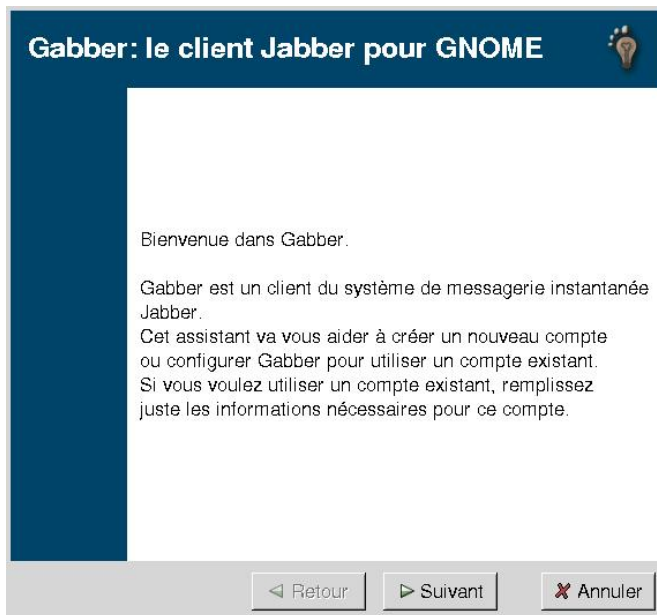 Gabber: le client Jabber pour GNOME
Bienvenue dans Gabber.
Gabber est un client du système de messagerie instantanée
Jabber.
Cet assistant va vous aider à créer un nouveau compte
ou configurer Gabber pour utiliser un compte existant.
Si vous voulez utiliser un compte existant, remplissez
juste les informations nécessaires pour ce compte.
Retour Suivant Annuler